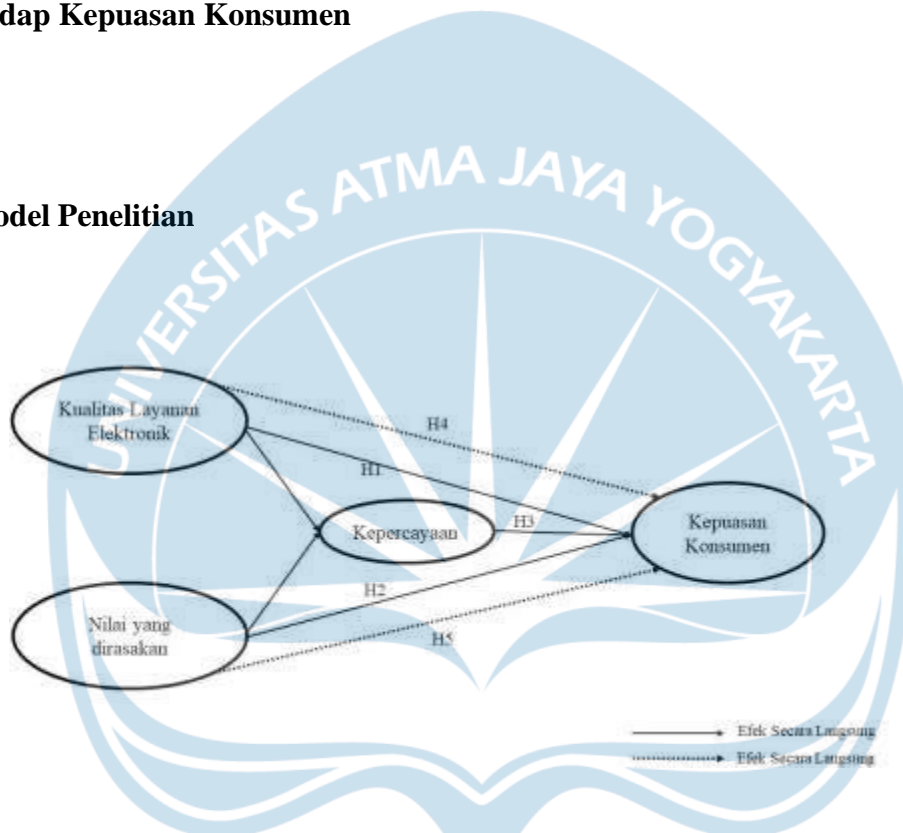 dap Kepuasan Konsumen
UNIVERSITAS ATMA JAYA YOGYAKARTA
odel Penelitian
Kualitas Layanan
Elektronik
H4
H1
Kepercayaan
H3
Kepuasan
Konsumen
H2
Nilai yang
dirasakan
H5
Efek Secara Langsung
Efek Secara Langsung